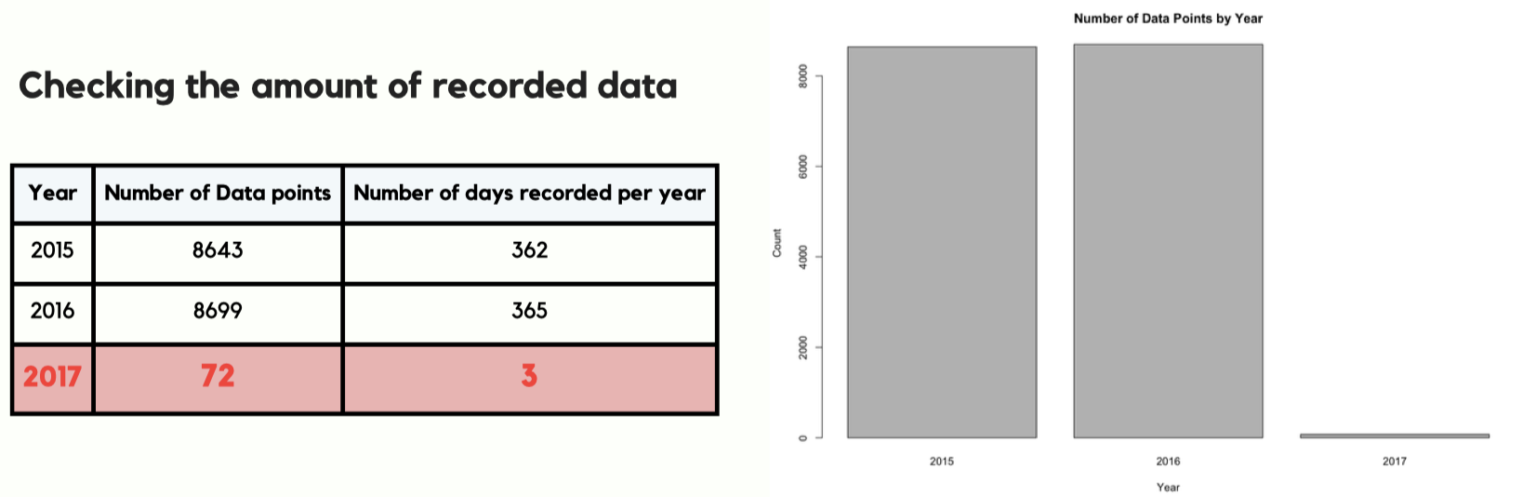 Checking the amount of recorded data
Year Number of Data points Number of days recorded per year
2015 8643 362
2016 8699 365
2017 72 3
Number of Data Points by Year
8000
6000
4000
2000
0
Count
2015 2016 2017
Year